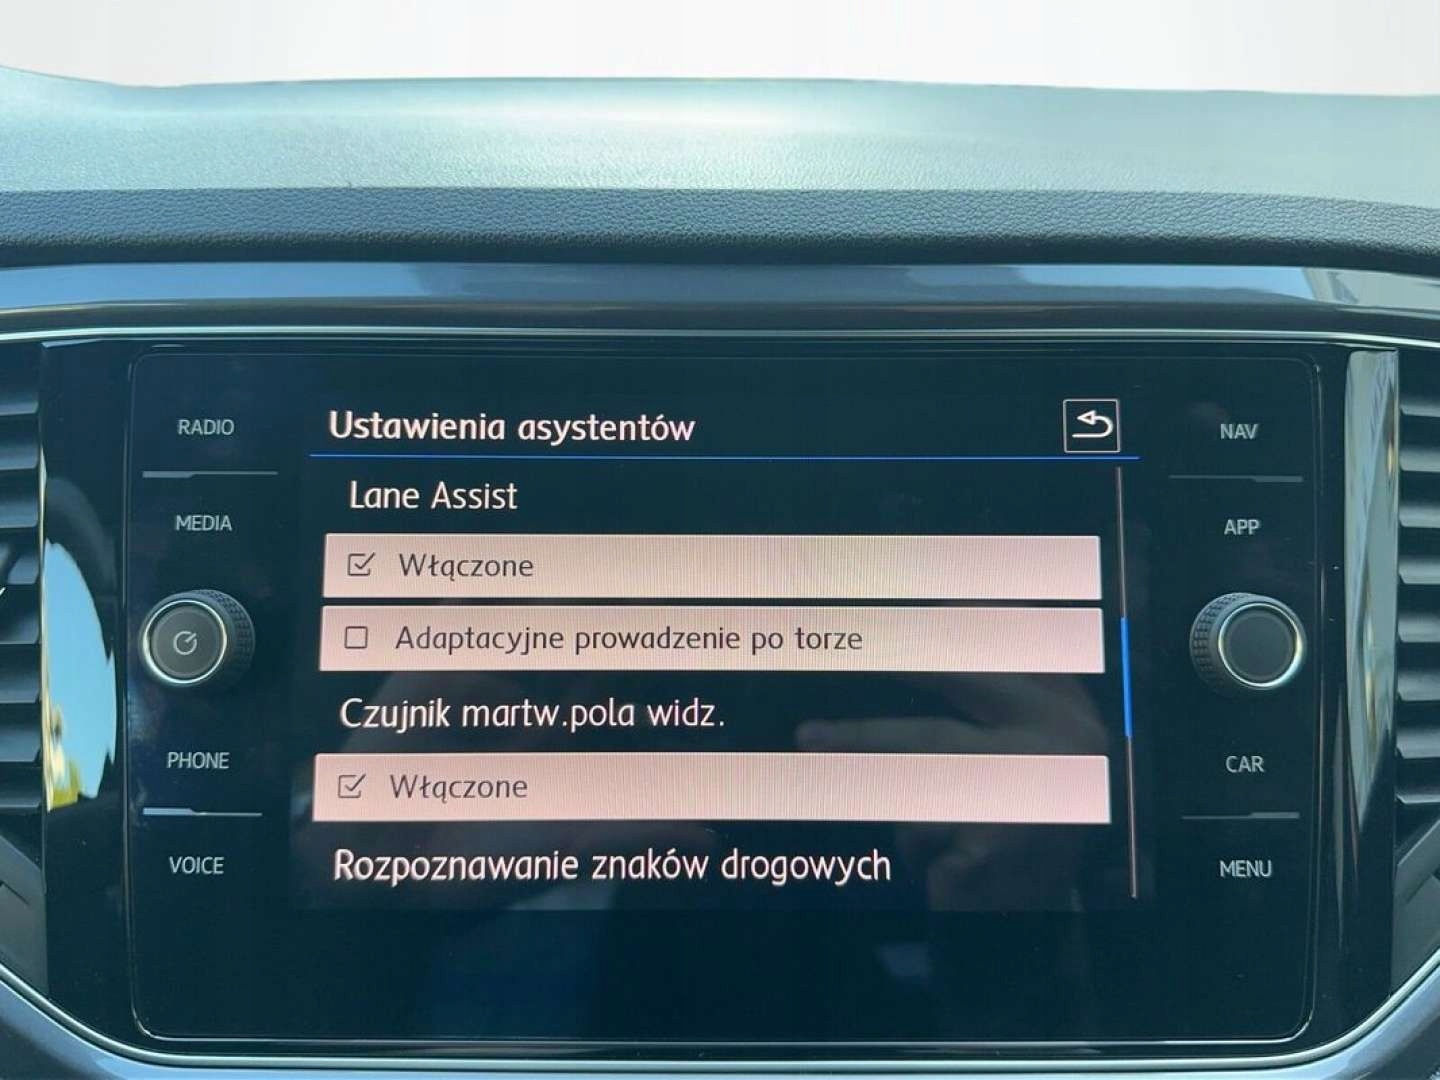 RADIO
MEDIA
PHONE
VOICE
Ustawienia asystentów
Lane Assist
Włączone
Adaptacyjne prowadzenie po torze
Czujnik martw.pola widz.
Włączone
Rozpoznawanie znaków drogowych
NAV
APP
CAR
MENU